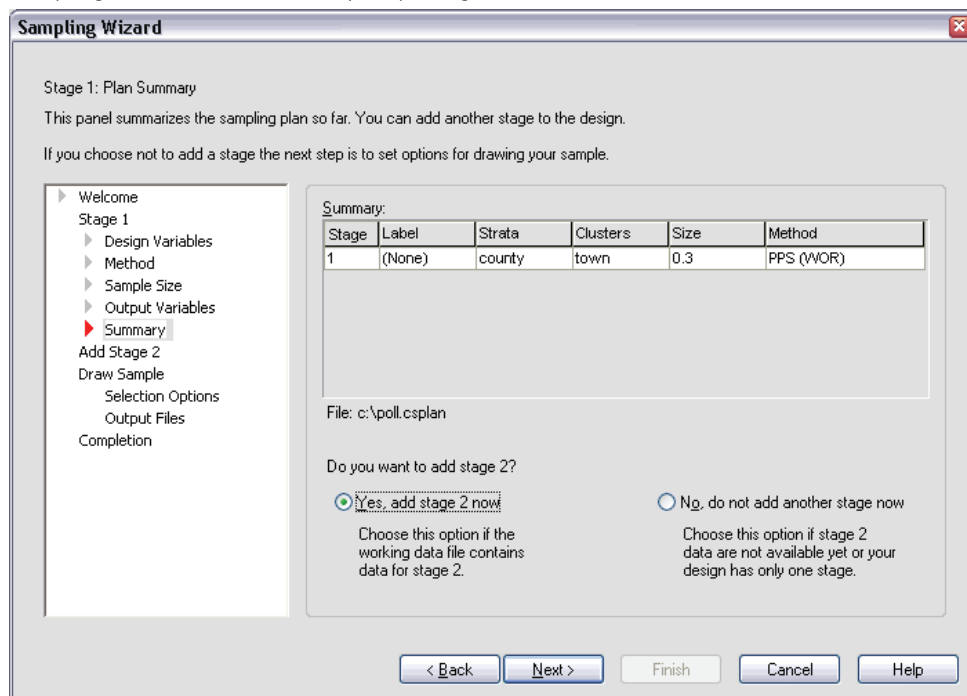 Sampling Wizard
Stage 1: Plan Summary
This panel summarizes the sampling plan so far. You can add another stage to the design.
If you choose not to add a stage the next step is to set options for drawing your sample.
Welcome
Stage 1
Design Variables
Method
Sample Size
Output Variables
Summary
Add Stage 2
Draw Sample
Selection Options
Output Files
Completion
Summary:
Stage Label Strata Clusters Size Method
1 (None) county town 0.3 PPS (WOR)
File: c:\poll.csplan
Do you want to add stage 2?
Yes, add stage 2 now
Choose this option if the
working data file contains
data for stage 2.
No, do not add another stage now
Choose this option if stage 2
data are not available yet or your
design has only one stage.
< Back Next > Finish Cancel Help